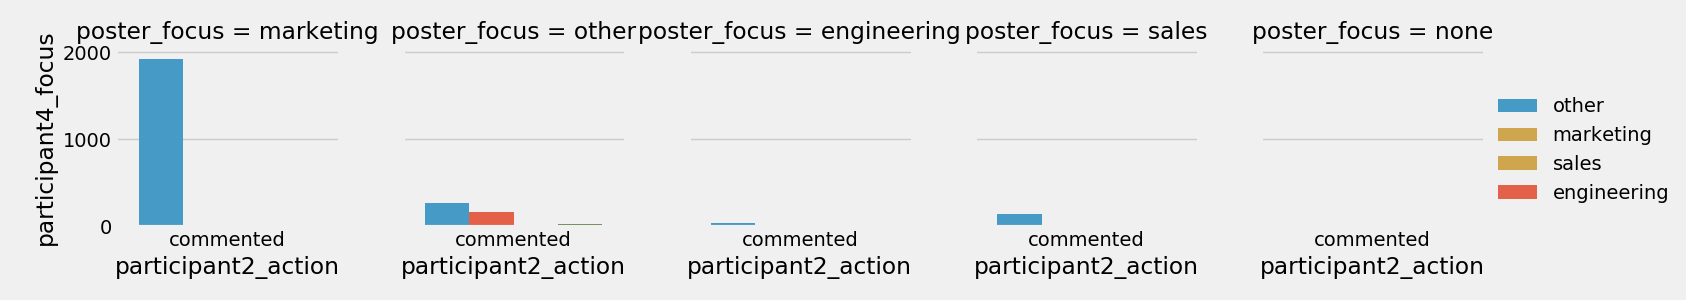 poster_focus = marketing
poster_focus = other
poster_focus = engineering
poster_focus = sales
poster_focus = none
participant4_focus
2000
1000
0
commented
commented
commented
commented
commented
participant2_action
participant2_action
participant2_action
participant2_action
participant2_action
other
marketing
sales
engineering